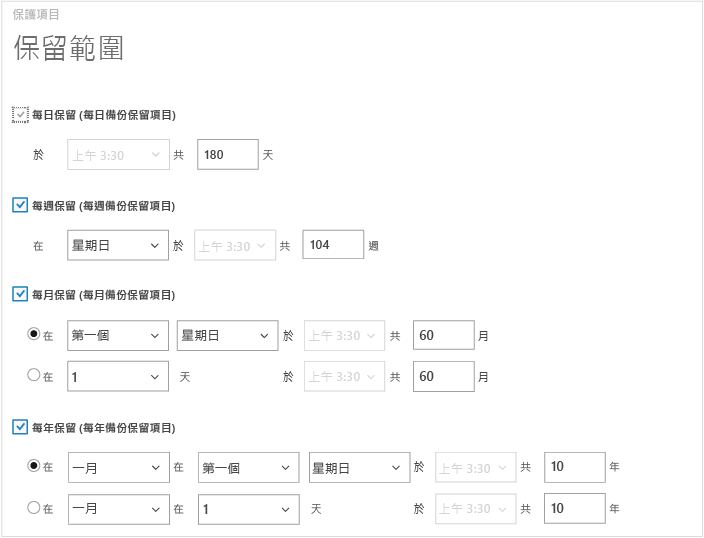 保護項目
保留範圍
每日保留 (每日備份保留項目)
於 上午 3:30 共 180 天
每週保留 (每週備份保留項目)
在 星期日 於 上午 3:30 共 104 週
每月保留 (每月備份保留項目)
在 第一個 星期日 於 上午 3:30 共 60 月
在 1 天 於 上午 3:30 共 60 月
每年保留 (每年備份保留項目)
在 一月 在 第一個 星期日 於 上午 3:30 共 10 年
在 一月 在 1 天 於 上午 3:30 共 10 年